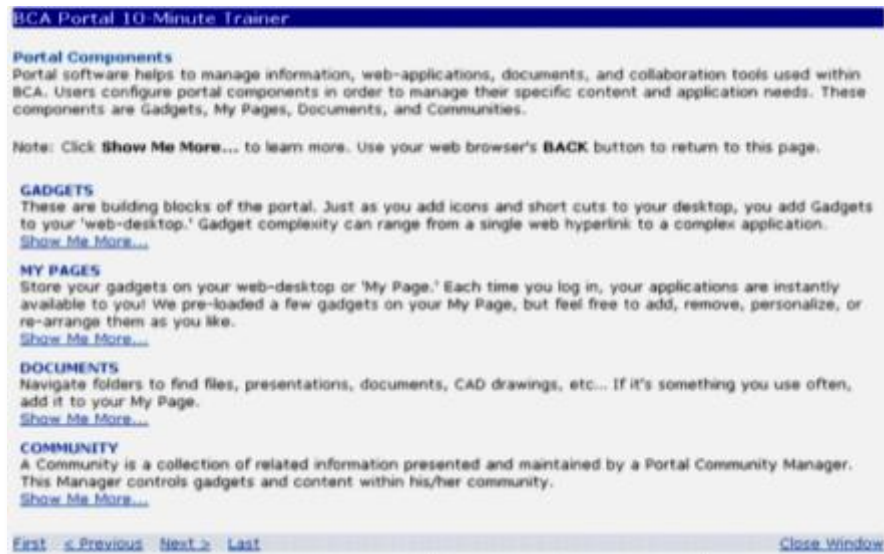 BCA Portal 10-Minute Trainer
Portal Components
Portal software helps to manage information, web-applications, documents, and collaboration tools used within
BCA. Users configure portal components in order to manage their specific content and application needs. These
components are Gadgets, My Pages, Documents, and Communities.
Note: Click Show Me More... to learn more. Use your web browser's BACK button to return to this page.
GADGETS
These are building blocks of the portal. Just as you add icons and short cuts to your desktop, you add Gadgets
to your 'web-desktop.' Gadget complexity can range from a single web hyperlink to a complex application.
Show Me More...
MY PAGES
Store your gadgets on your web-desktop or 'My Page.' Each time you log in, your applications are instantly
available to you! We pre-loaded a few gadgets on your My Page, but feel free to add, remove, personalize, or
re-arrange them as you like.
Show Me More...
DOCUMENTS
Navigate folders to find files, presentations, documents, CAD drawings, etc... If it's something you use often,
add it to your My Page.
Show Me More...
COMMUNITY
A Community is a collection of related information presented and maintained by a Portal Community Manager.
This Manager controls gadgets and content within his/her community.
Show Me More...
First < Previous Next > Last Close Window